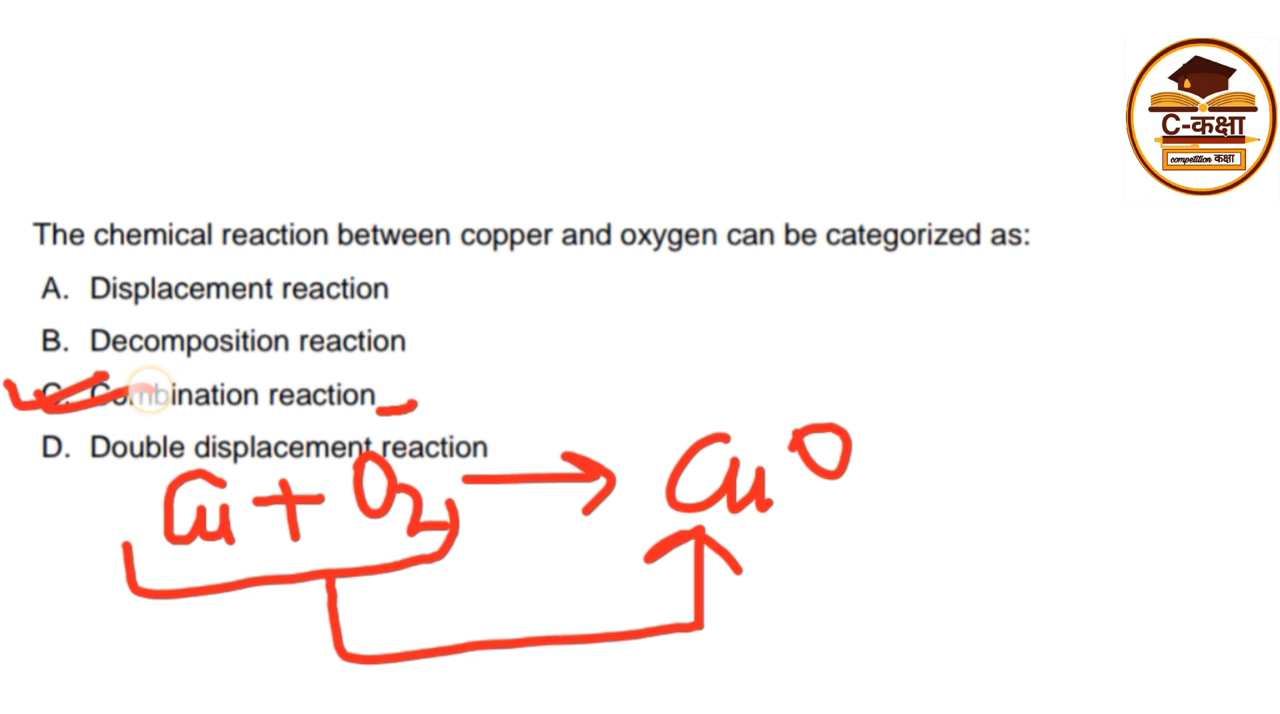 C-कक्षा
competition कक्षा
The chemical reaction between copper and oxygen can be categorized as:
A. Displacement reaction
B. Decomposition reaction
C. Combination reaction
D. Double displacement reaction
Cu + O2 → CuO